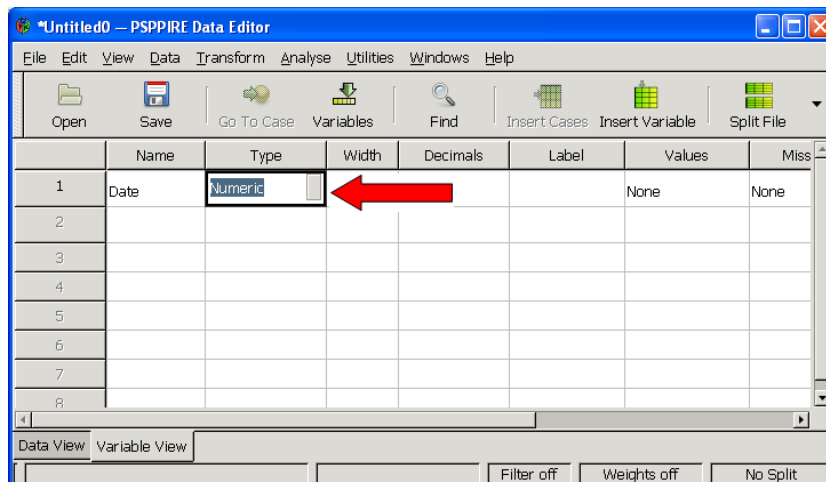 *Untitled0 — PSPPIRE Data Editor
File Edit View Data Transform Analyse Utilities Windows Help
Open Save Go To Case Variables Find Insert Cases Insert Variable Split File
Name Type Width Decimals Label Values Miss
1 Date Numeric None None
2
3
4
5
6
7
8
Data View Variable View
Filter off Weights off No Split